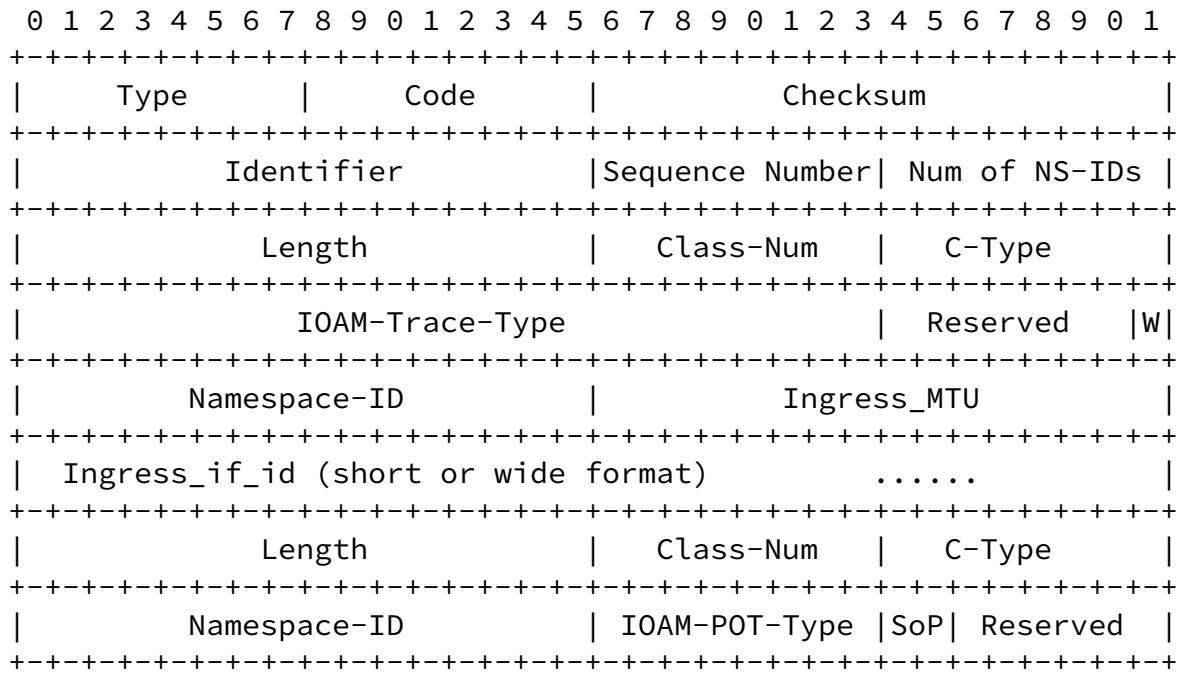 0 1 2 3 4 5 6 7 8 9 0 1 2 3 4 5 6 7 8 9 0 1 2 3 4 5 6 7 8 9 0 1
+-+-+-+-+-+-+-+-+-+-+-+-+-+-+-+-+-+-+-+-+-+-+-+-+-+-+-+-+-+-+-+-+
|     Type      |     Code      |          Checksum             |
+-+-+-+-+-+-+-+-+-+-+-+-+-+-+-+-+-+-+-+-+-+-+-+-+-+-+-+-+-+-+-+-+
|           Identifier          |Sequence Number| Num of NS-IDs |
+-+-+-+-+-+-+-+-+-+-+-+-+-+-+-+-+-+-+-+-+-+-+-+-+-+-+-+-+-+-+-+-+
|             Length            |   Class-Num   |   C-Type      |
+-+-+-+-+-+-+-+-+-+-+-+-+-+-+-+-+-+-+-+-+-+-+-+-+-+-+-+-+-+-+-+-+
|               IOAM-Trace-Type                 |  Reserved   |W|
+-+-+-+-+-+-+-+-+-+-+-+-+-+-+-+-+-+-+-+-+-+-+-+-+-+-+-+-+-+-+-+-+
|         Namespace-ID          |          Ingress_MTU          |
+-+-+-+-+-+-+-+-+-+-+-+-+-+-+-+-+-+-+-+-+-+-+-+-+-+-+-+-+-+-+-+-+
|  Ingress_if_id (short or wide format)         ......          |
+-+-+-+-+-+-+-+-+-+-+-+-+-+-+-+-+-+-+-+-+-+-+-+-+-+-+-+-+-+-+-+-+
|             Length            |   Class-Num   |   C-Type      |
+-+-+-+-+-+-+-+-+-+-+-+-+-+-+-+-+-+-+-+-+-+-+-+-+-+-+-+-+-+-+-+-+
|         Namespace-ID          | IOAM-POT-Type |SoP| Reserved  |
+-+-+-+-+-+-+-+-+-+-+-+-+-+-+-+-+-+-+-+-+-+-+-+-+-+-+-+-+-+-+-+-+